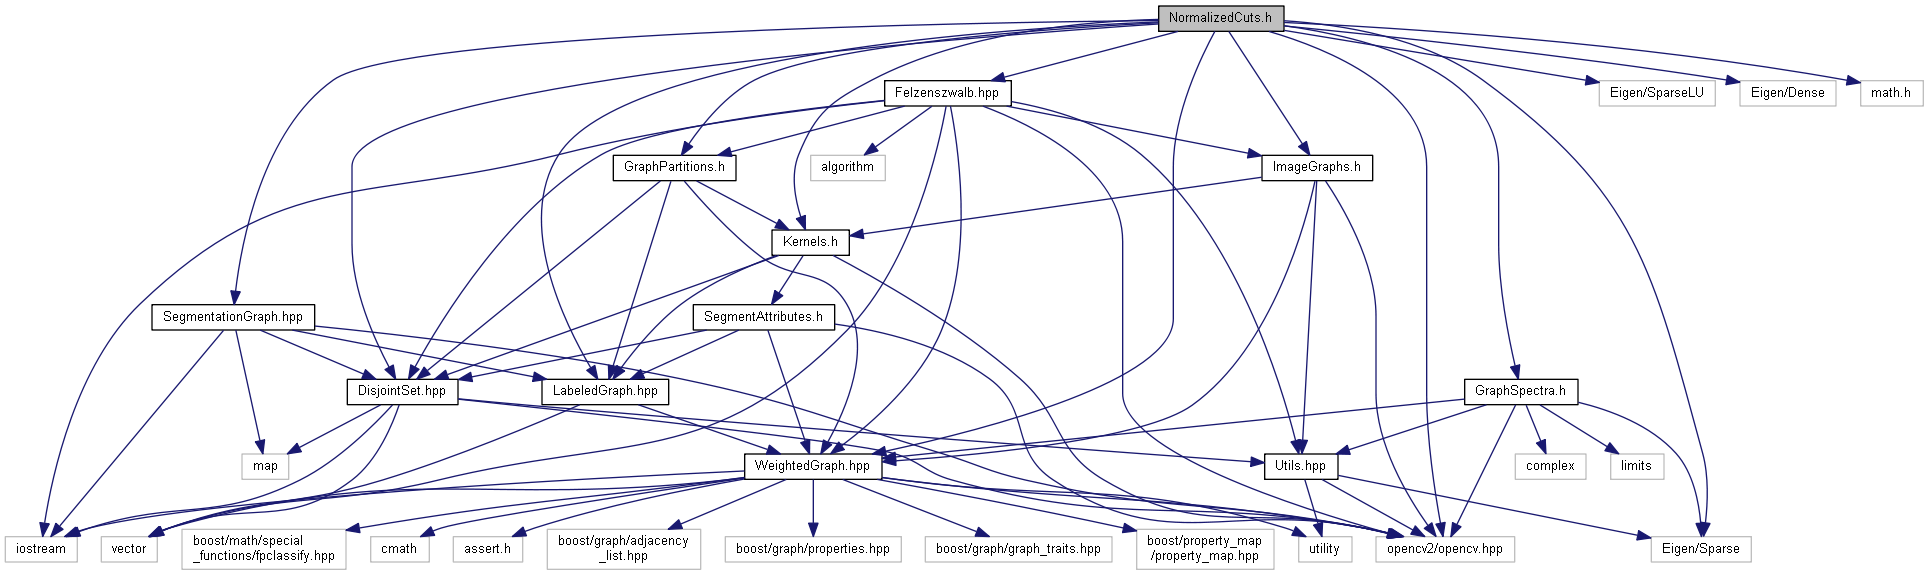 NormalizedCuts.h
Felzenszwalb.hpp
Eigen/SparseLU
Eigen/Dense
math.h
GraphPartitions.h
algorithm
ImageGraphs.h
Kernels.h
SegmentationGraph.hpp
SegmentAttributes.h
DisjointSet.hpp
LabeledGraph.hpp
GraphSpectra.h
map
WeightedGraph.hpp
Utils.hpp
complex
limits
iostream
vector
boost/math/special
_functions/fpclassify.hpp
cmath
assert.h
boost/graph/adjacency
_list.hpp
boost/graph/properties.hpp
boost/graph/graph_traits.hpp
boost/property_map
/property_map.hpp
utility
opencv2/opencv.hpp
Eigen/Sparse